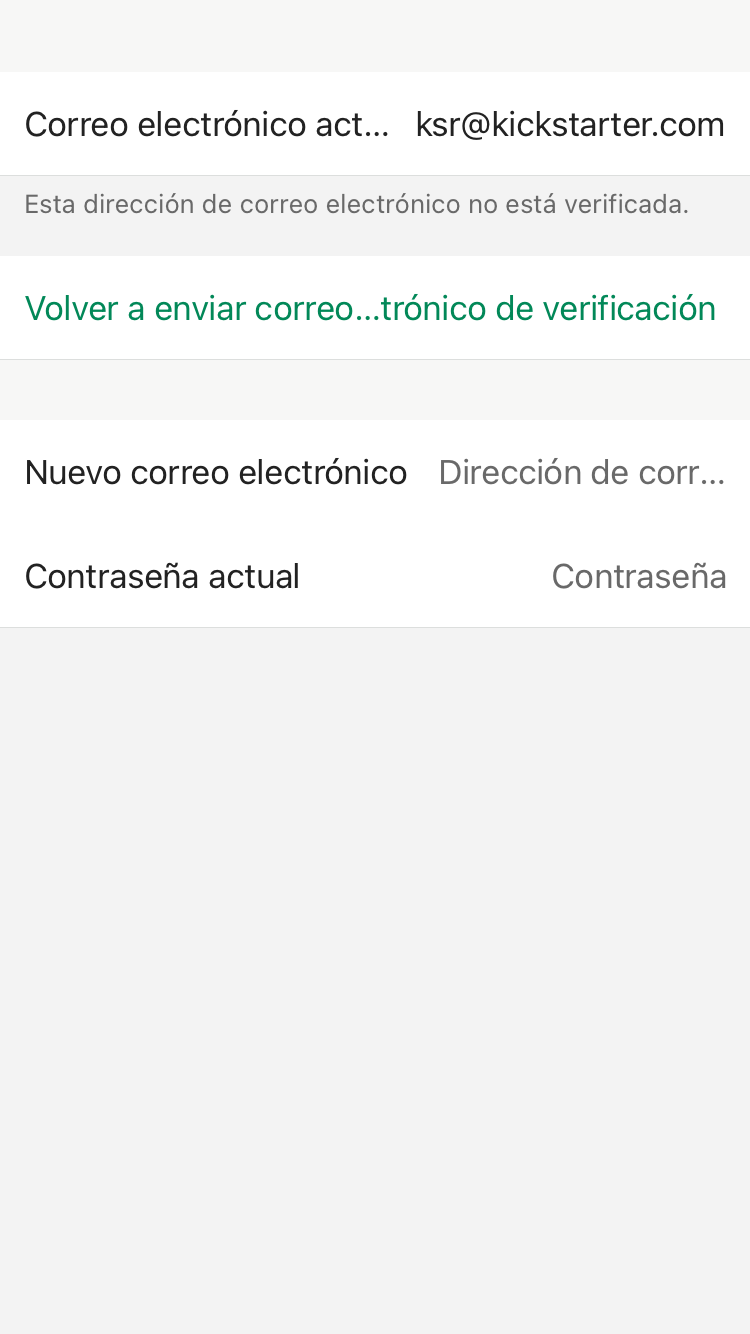 Correo electrónico act... ksr@kickstarter.com
Esta dirección de correo electrónico no está verificada.
Volver a enviar correo...trónico de verificación
Nuevo correo electrónico Dirección de corr...
Contraseña actual Contraseña